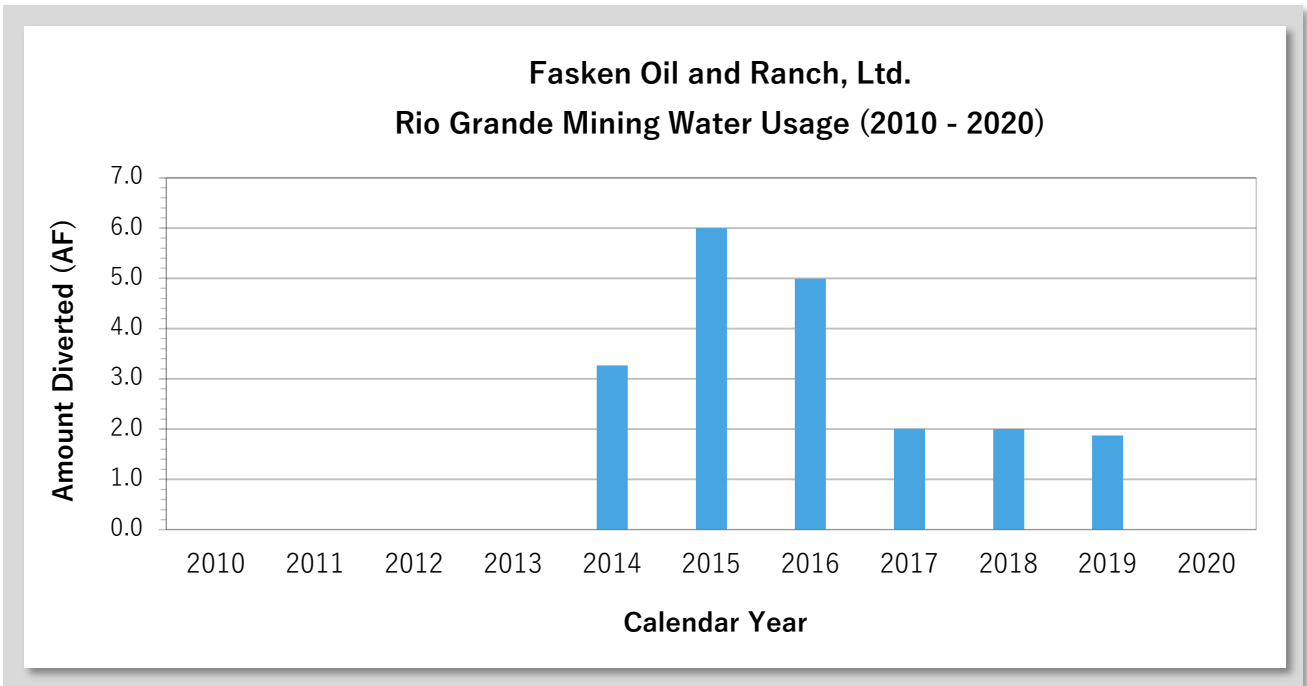 Fasken Oil and Ranch, Ltd.
Rio Grande Mining Water Usage (2010 - 2020)
Amount Diverted (AF)
7.0
6.0
5.0
4.0
3.0
2.0
1.0
0.0
2010 2011 2012 2013 2014 2015 2016 2017 2018 2019 2020
Calendar Year